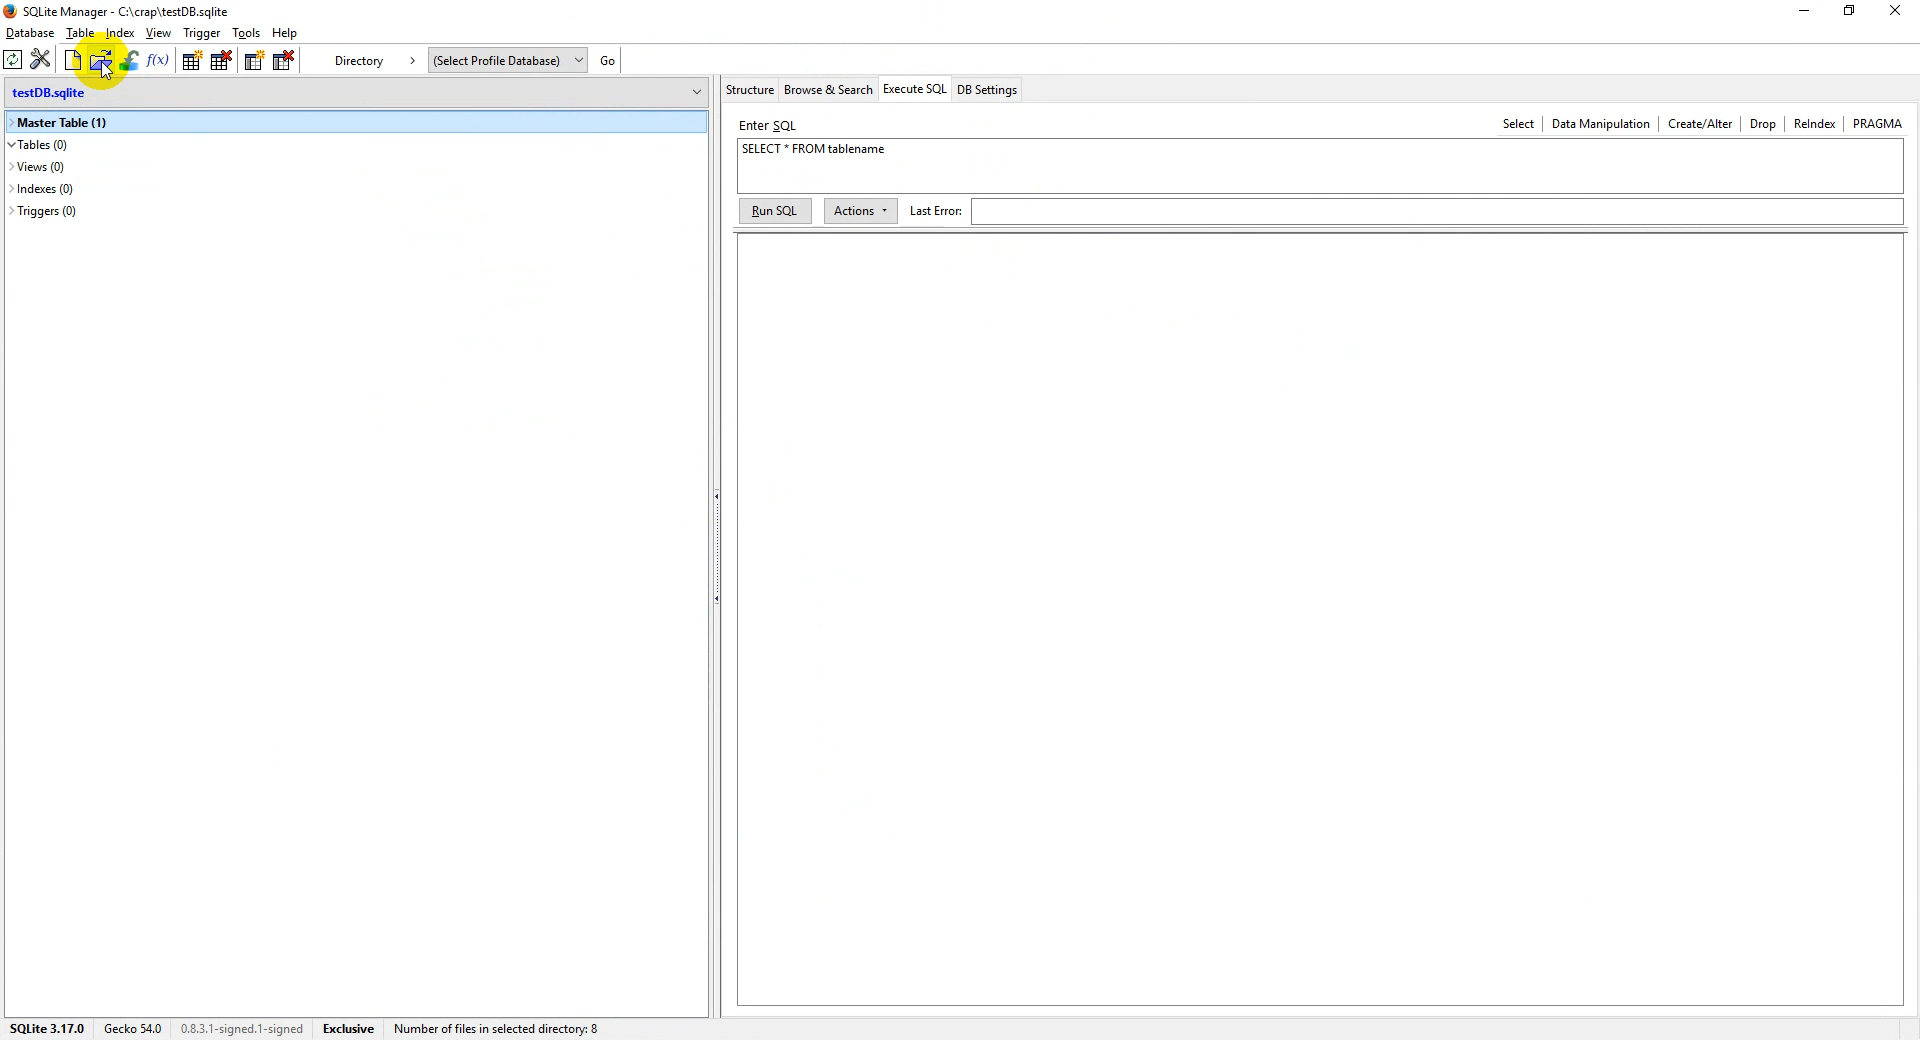 SQLite Manager - C:\crap\testDB.sqlite
Database Table Index View Trigger Tools Help
f(x) Directory > (Select Profile Database) Go
testDB.sqlite
Master Table (1)
Tables (0)
Views (0)
Indexes (0)
Triggers (0)
Structure Browse & Search Execute SQL DB Settings
Enter SQL Select Data Manipulation Create/Alter Drop ReIndex PRAGMA
SELECT * FROM tablename
Run SQL Actions Last Error:
SQLite 3.17.0 Gecko 54.0 0.8.3.1-signed.1-signed Exclusive Number of files in selected directory: 8